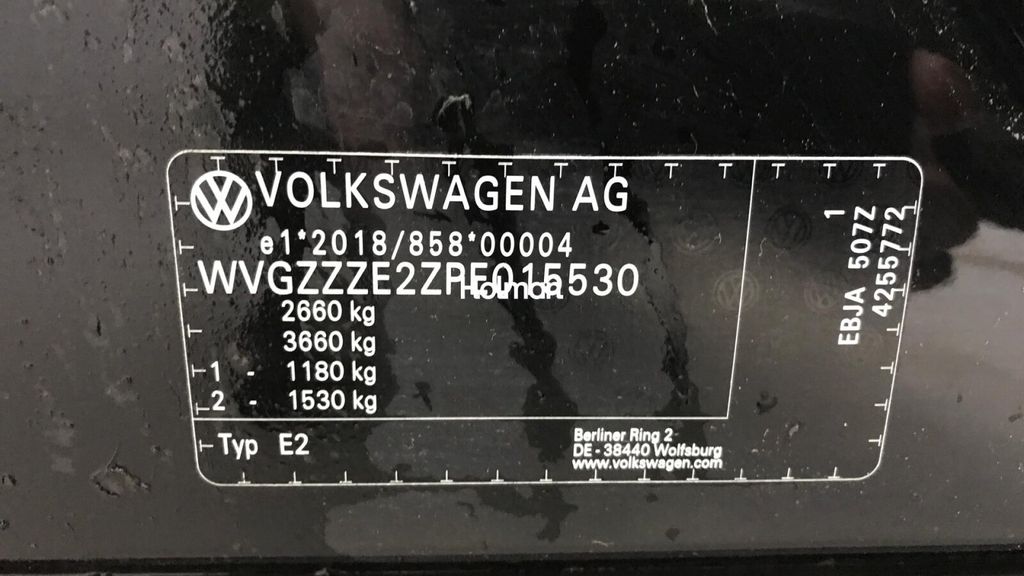 VOLKSWAGEN AG
e1*2018/858*00004
WVGZZZE2ZPE015530
Holman
2660 kg
3660 kg
1 - 1180 kg
2 - 1530 kg
Typ E2
Berliner Ring 2
DE - 38440 Wolfsburg
www.volkswagen.com
1
EBJA 507Z
4255772